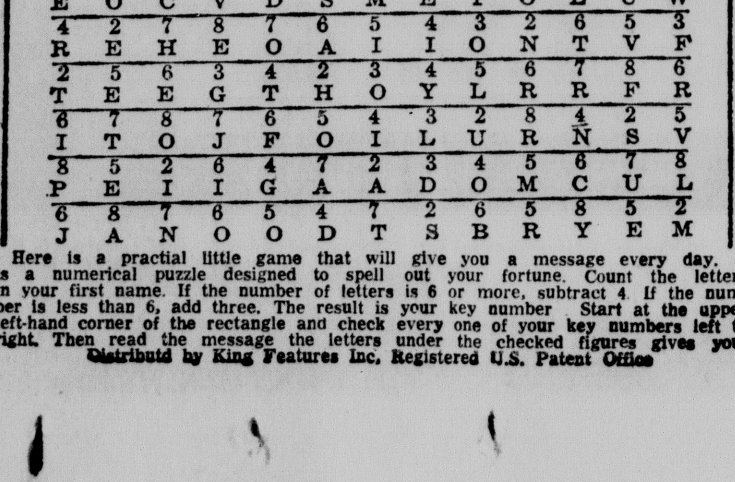 4 2 7 8 7 6 5 4 3 2 6 5 3
R E H E O A I I O N T V F
2 5 6 3 4 2 3 4 5 6 7 8 6
T E E G T H O Y L R R F R
6 7 8 7 6 5 4 3 2 8 4 2 5
I T O J F O I L U R N S V
8 5 2 6 4 7 2 3 4 5 6 7 8
P E I I G A A D O M C U L
6 8 7 6 5 4 7 2 6 5 8 5 2
J A N O O D T S B R Y E M
Here is a practial little game that will give you a message every day.
s a numerical puzzle designed to spell out your fortune. Count the letter
n your first name. If the number of letters is 6 or more, subtract 4 If the num
ber is less than 6, add three. The result is your key number Start at the uppe
eft-hand corner of the rectangle and check every one of your key numbers left t
right. Then read the message the letters under the checked figures gives you
Distributd by King Features Inc, Registered U.S. Patent Office